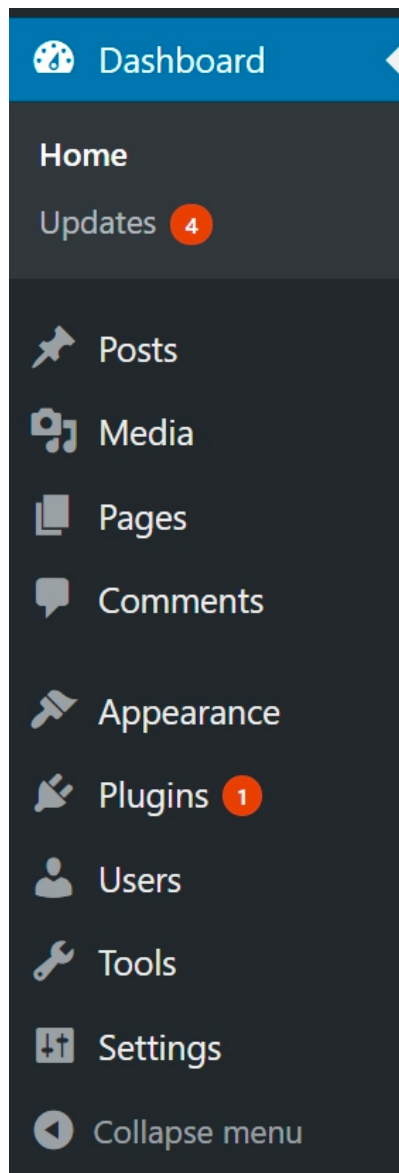 Dashboard
Home
Updates 4
Posts
Media
Pages
Comments
Appearance
Plugins 1
Users
Tools
Settings
Collapse menu